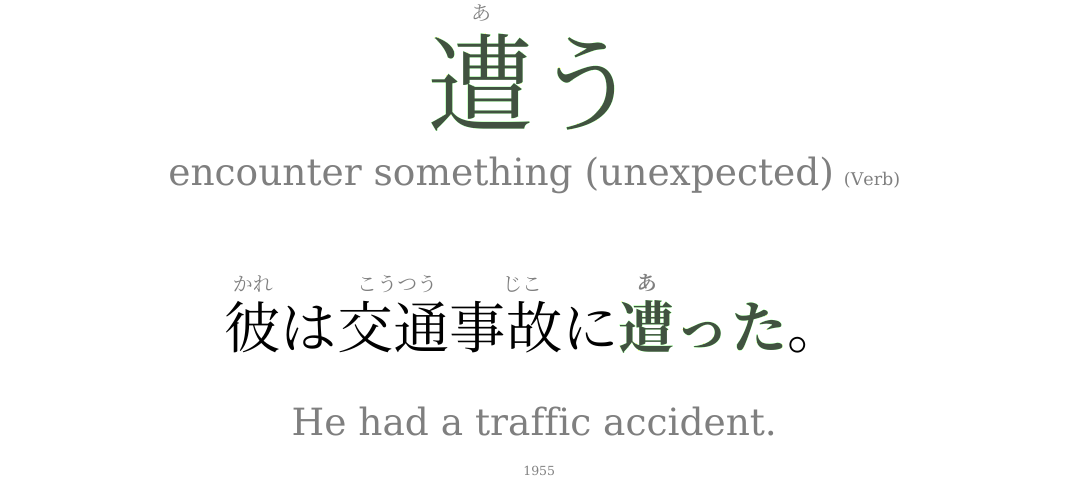 あ
遭う
encounter something (unexpected) (Verb)
かれ こうつう じこ あ
彼は交通事故に遭った。
He had a traffic accident.
1955